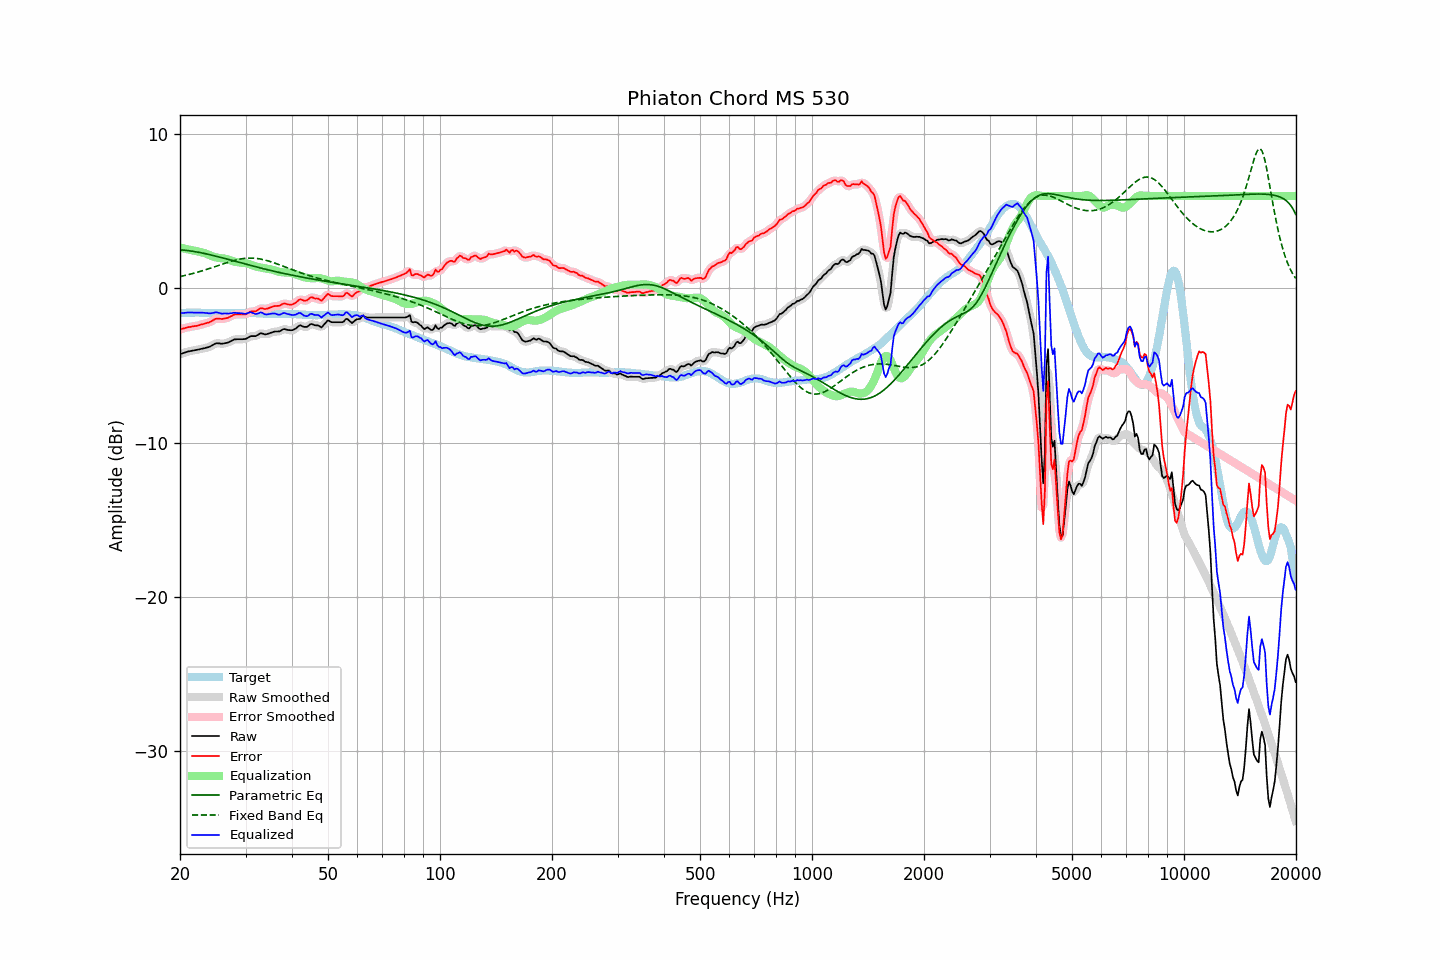 Phiaton Chord MS 530
10
0
−10
−20
−30
Amplitude (dBr)
Target
Raw Smoothed
Error Smoothed
Raw
Error
Equalization
Parametric Eq
Fixed Band Eq
Equalized
20 50 100 200 500 1000 2000 5000 10000 20000
Frequency (Hz)